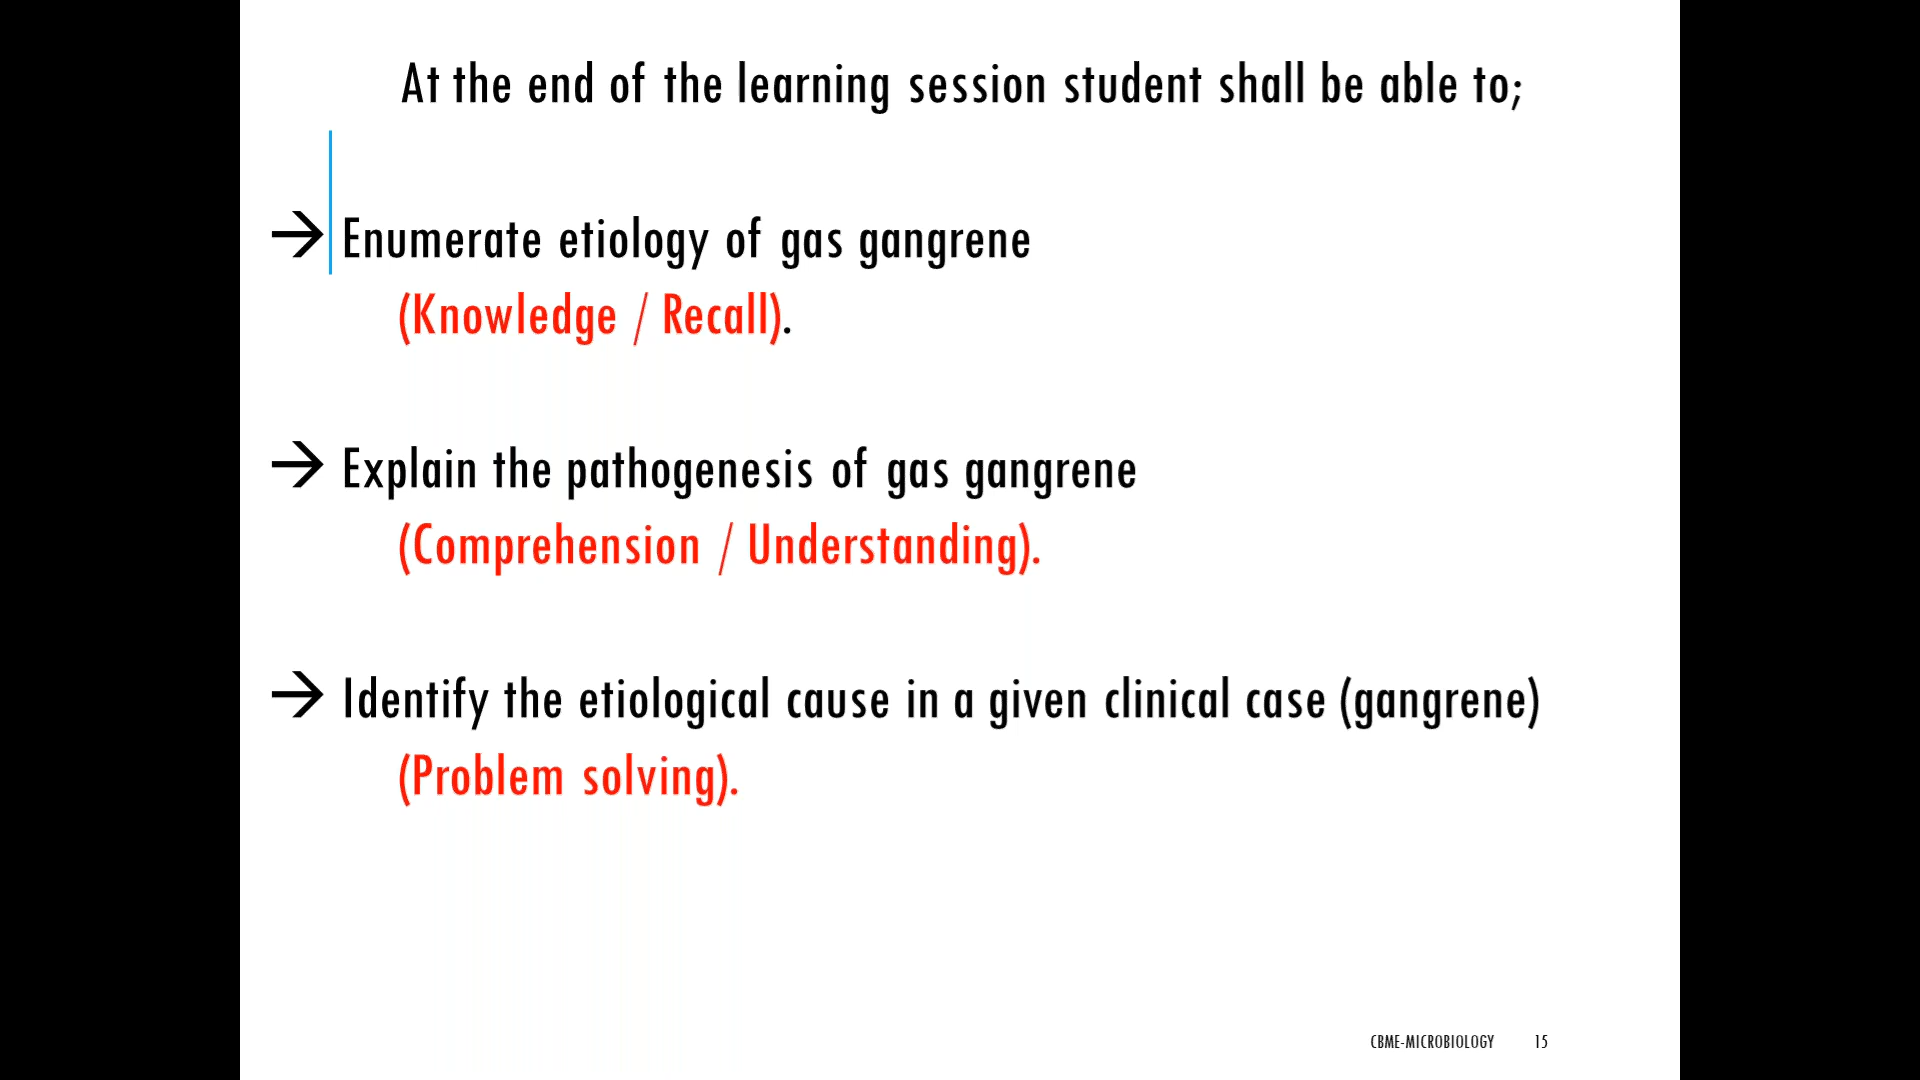 At the end of the learning session student shall be able to;
→ Enumerate etiology of gas gangrene
(Knowledge / Recall).
→ Explain the pathogenesis of gas gangrene
(Comprehension / Understanding).
→ Identify the etiological cause in a given clinical case (gangrene)
(Problem solving).
CBME-MICROBIOLOGY 15